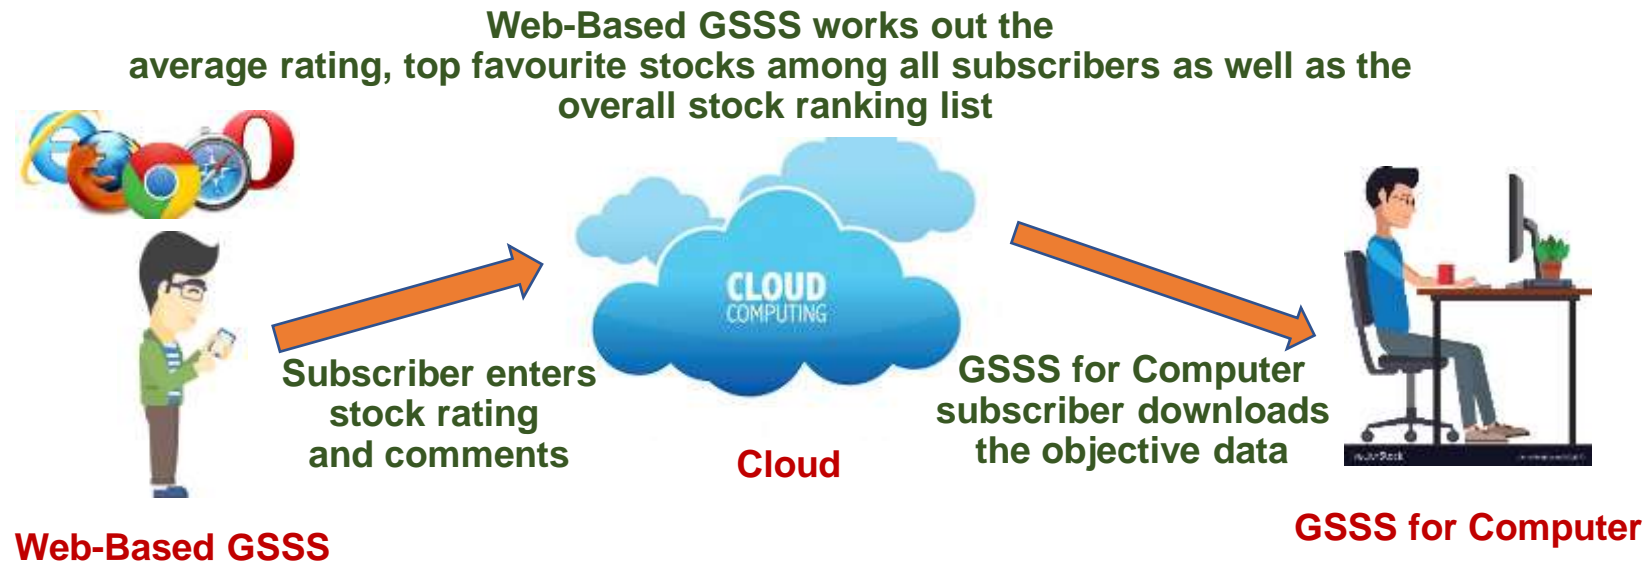 Web-Based GSSS works out the
average rating, top favourite stocks among all subscribers as well as the
overall stock ranking list
CLOUD
COMPUTING
Subscriber enters
stock rating
and comments
GSSS for Computer
subscriber downloads
the objective data
Cloud
GSSS for Computer
Web-Based GSSS